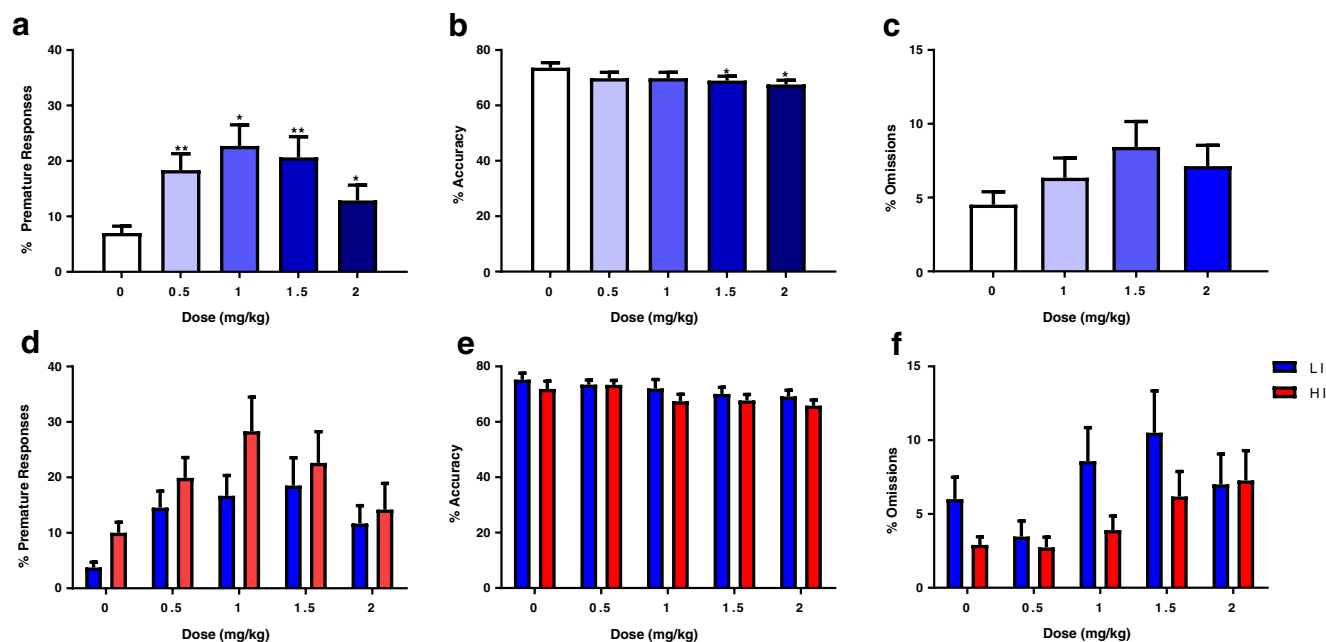 a
% Premature Responses
40
30
20
10
0
**
*
**
*
0 0.5 1 1.5 2
Dose (mg/kg)
b
% Accuracy
80
60
40
20
0
*
*
0 0.5 1 1.5 2
Dose (mg/kg)
c
% Omissions
15
10
5
0
0 1 1.5 2
Dose (mg/kg)
d
% Premature Responses
40
30
20
10
0
0 0.5 1 1.5 2
Dose (mg/kg)
e
% Accuracy
80
60
40
20
0
0 0.5 1 1.5 2
Dose (mg/kg)
f
% Omissions
15
10
5
0
0 0.5 1 1.5 2
Dose (mg/kg)
LI
HI